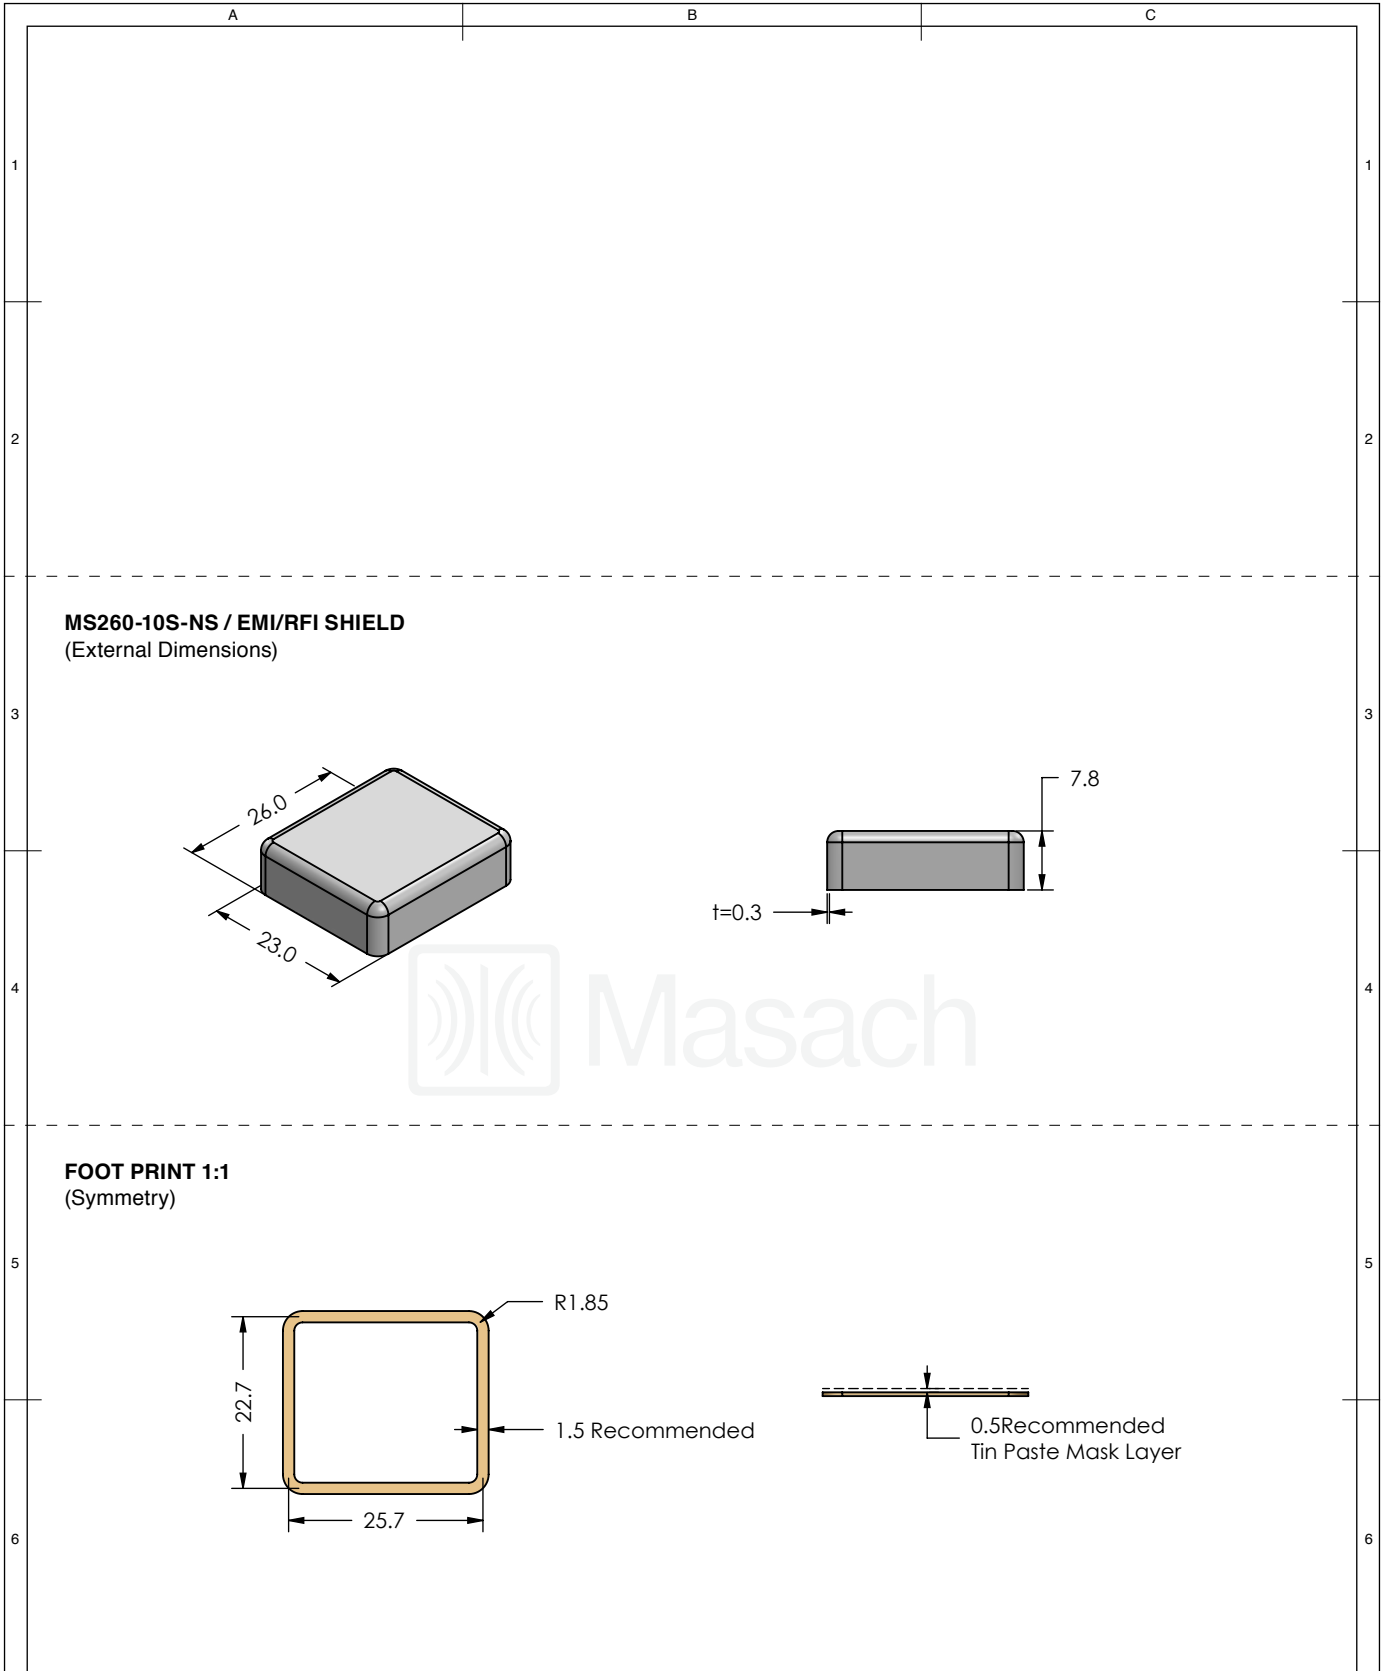 A B C
1 1
2 2
MS260-10S-NS / EMI/RFI SHIELD
(External Dimensions)
3 3
26.0
7.8
t=0.3
23.0
4 4
Masach
FOOT PRINT 1:1
(Symmetry)
5 5
R1.85
22.7
1.5 Recommended
0.5Recommended
Tin Paste Mask Layer
25.7
6 6